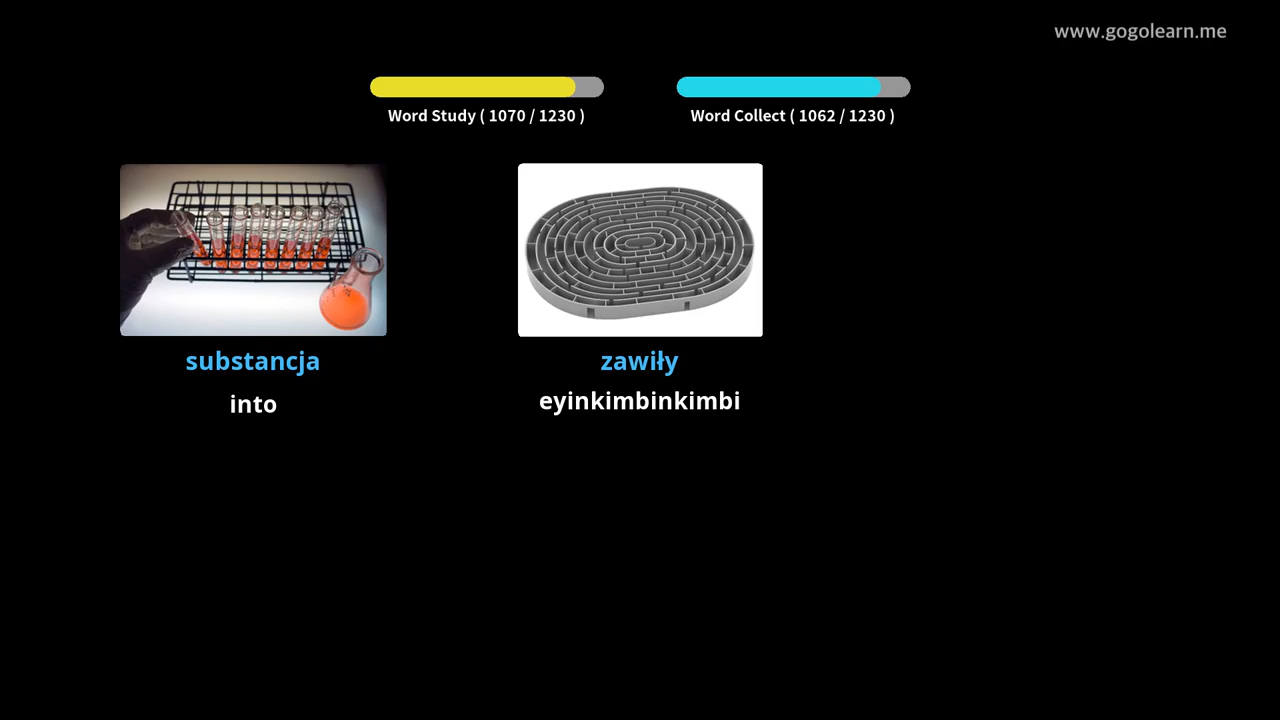 www.gogolearn.me
Word Study ( 1070 / 1230 )
Word Collect ( 1062 / 1230 )
substancja
into
zawiły
eyinkimbinkimbi